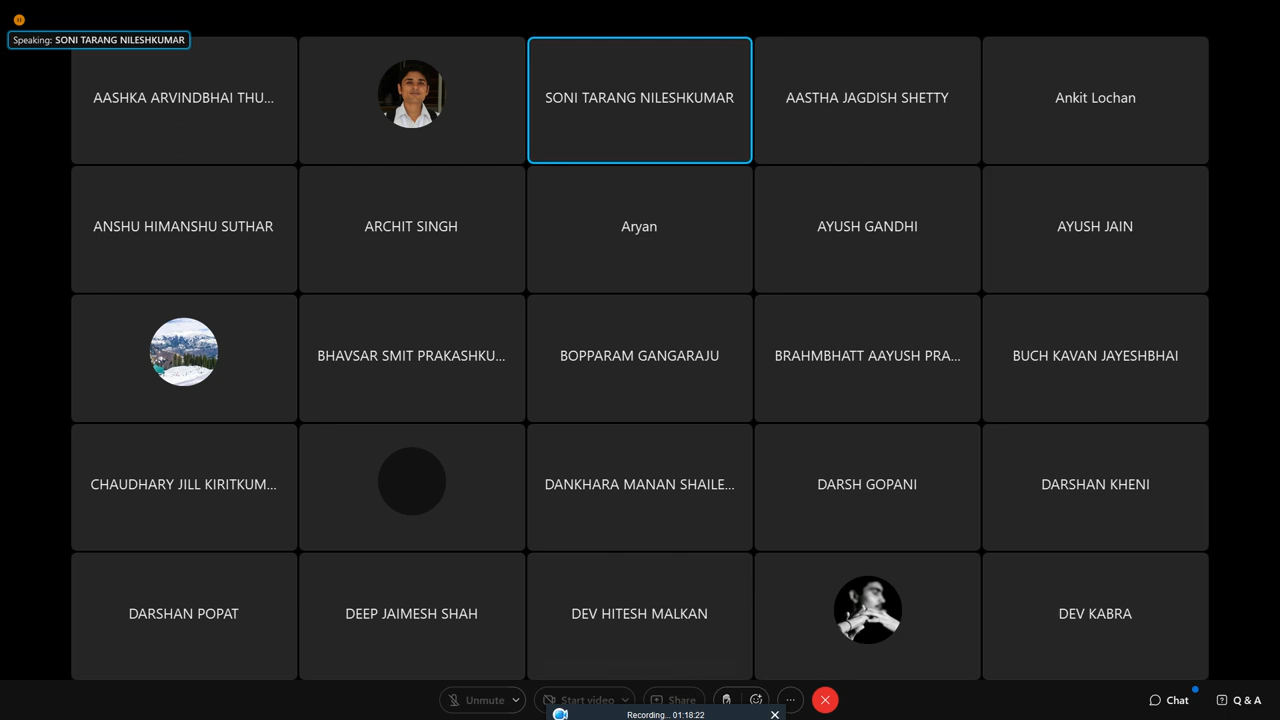 Speaking: SONI TARANG NILESHKUMAR
AASHKA ARVINDBHAI THU...
SONI TARANG NILESHKUMAR
AASTHA JAGDISH SHETTY
Ankit Lochan
ANSHU HIMANSHU SUTHAR
ARCHIT SINGH
Aryan
AYUSH GANDHI
AYUSH JAIN
BHAVSAR SMIT PRAKASHKU...
BOPPARAM GANGARAJU
BRAHMBHATT AAYUSH PRA...
BUCH KAVAN JAYESHBHAI
CHAUDHARY JILL KIRITKUM...
DANKHARA MANAN SHAILE...
DARSH GOPANI
DARSHAN KHENI
DARSHAN POPAT
DEEP JAIMESH SHAH
DEV HITESH MALKAN
DEV KABRA
Unmute
Start video
Share
Chat
Q & A
Recording... 01:18:22